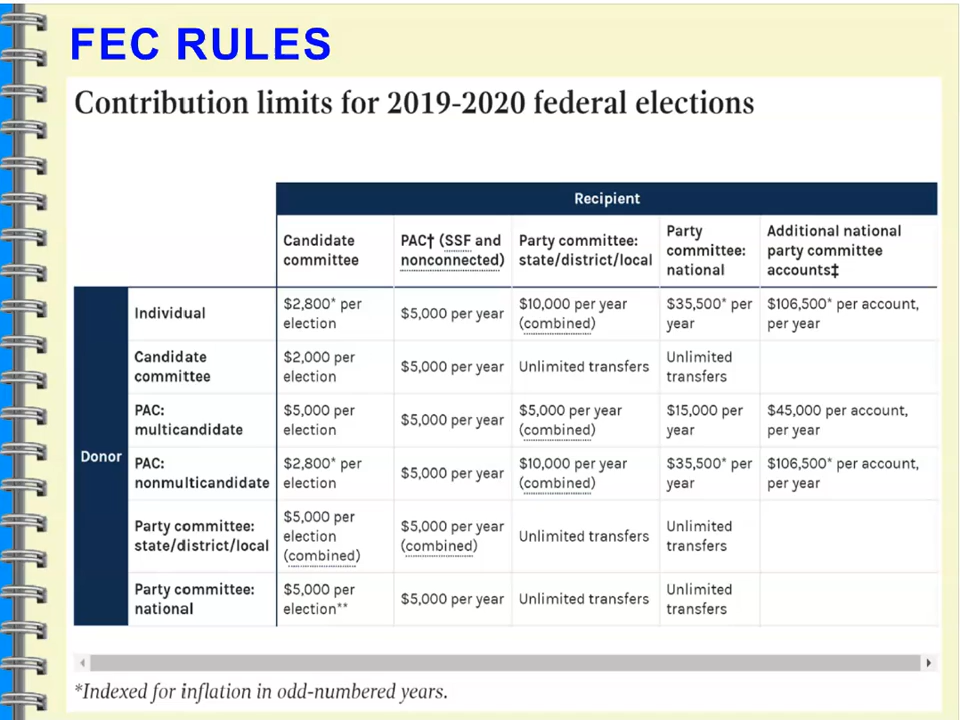 FEC RULES
Contribution limits for 2019-2020 federal elections
Recipient
Candidate committee
PAC† (SSF and nonconnected)
Party committee: state/district/local
Party committee: national
Additional national party committee accounts‡
Donor
Individual
$2,800* per election
$5,000 per year
$10,000 per year (combined)
$35,500* per year
$106,500* per account, per year
Candidate committee
$2,000 per election
$5,000 per year
Unlimited transfers
Unlimited transfers
PAC: multicandidate
$5,000 per election
$5,000 per year
$5,000 per year (combined)
$15,000 per year
$45,000 per account, per year
PAC: nonmulticandidate
$2,800* per election
$5,000 per year
$10,000 per year (combined)
$35,500* per year
$106,500* per account, per year
Party committee: state/district/local
$5,000 per election (combined)
$5,000 per year (combined)
Unlimited transfers
Unlimited transfers
Party committee: national
$5,000 per election**
$5,000 per year
Unlimited transfers
Unlimited transfers
*Indexed for inflation in odd-numbered years.